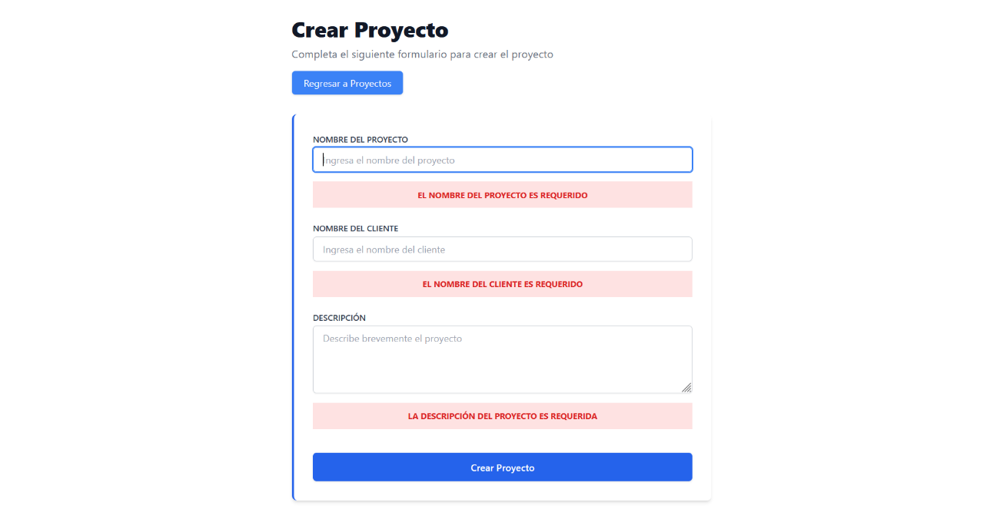 Crear Proyecto
Completa el siguiente formulario para crear el proyecto
Regresar a Proyectos
NOMBRE DEL PROYECTO
Ingresa el nombre del proyecto
EL NOMBRE DEL PROYECTO ES REQUERIDO
NOMBRE DEL CLIENTE
Ingresa el nombre del cliente
EL NOMBRE DEL CLIENTE ES REQUERIDO
DESCRIPCIÓN
Describe brevemente el proyecto
LA DESCRIPCIÓN DEL PROYECTO ES REQUERIDA
Crear Proyecto